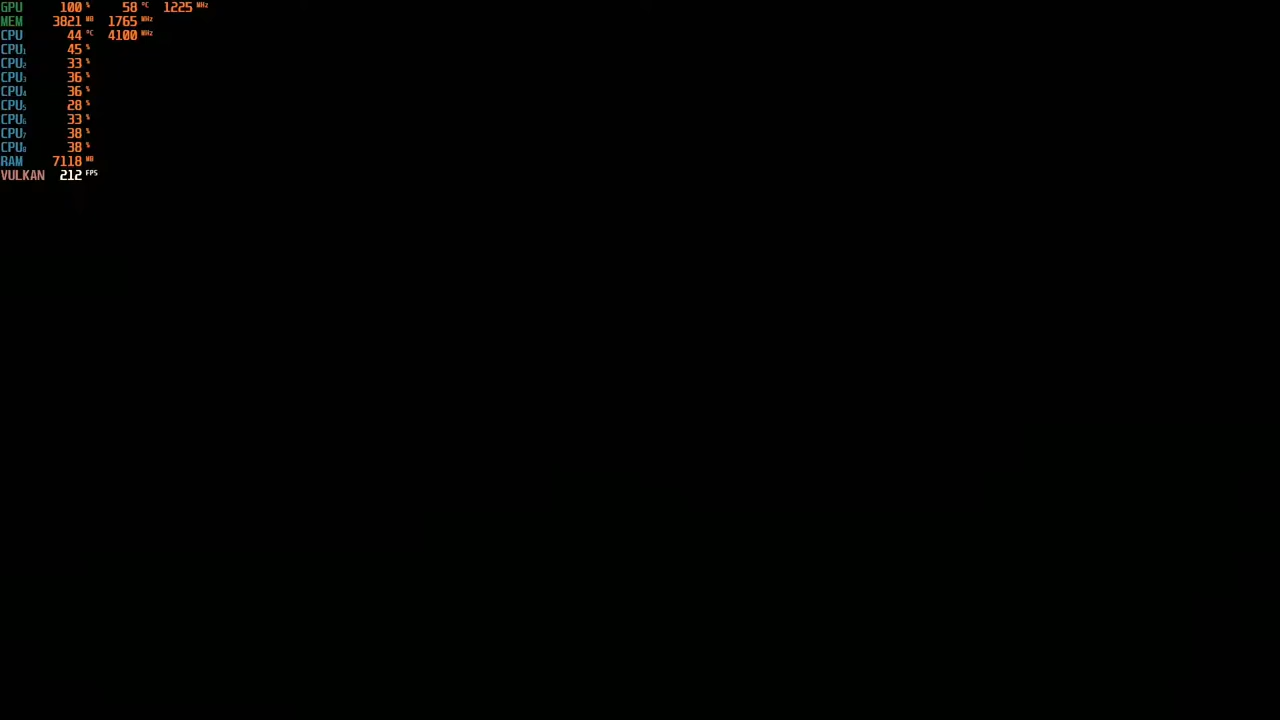 GPU 100 % 58 °C 1225 MHz
MEM 3821 MB 1765 MHz
CPU 44 °C 4100 MHz
CPU1 45 %
CPU2 33 %
CPU3 36 %
CPU4 36 %
CPU5 28 %
CPU6 33 %
CPU7 38 %
CPU8 38 %
RAM 7118 MB
VULKAN 212 FPS